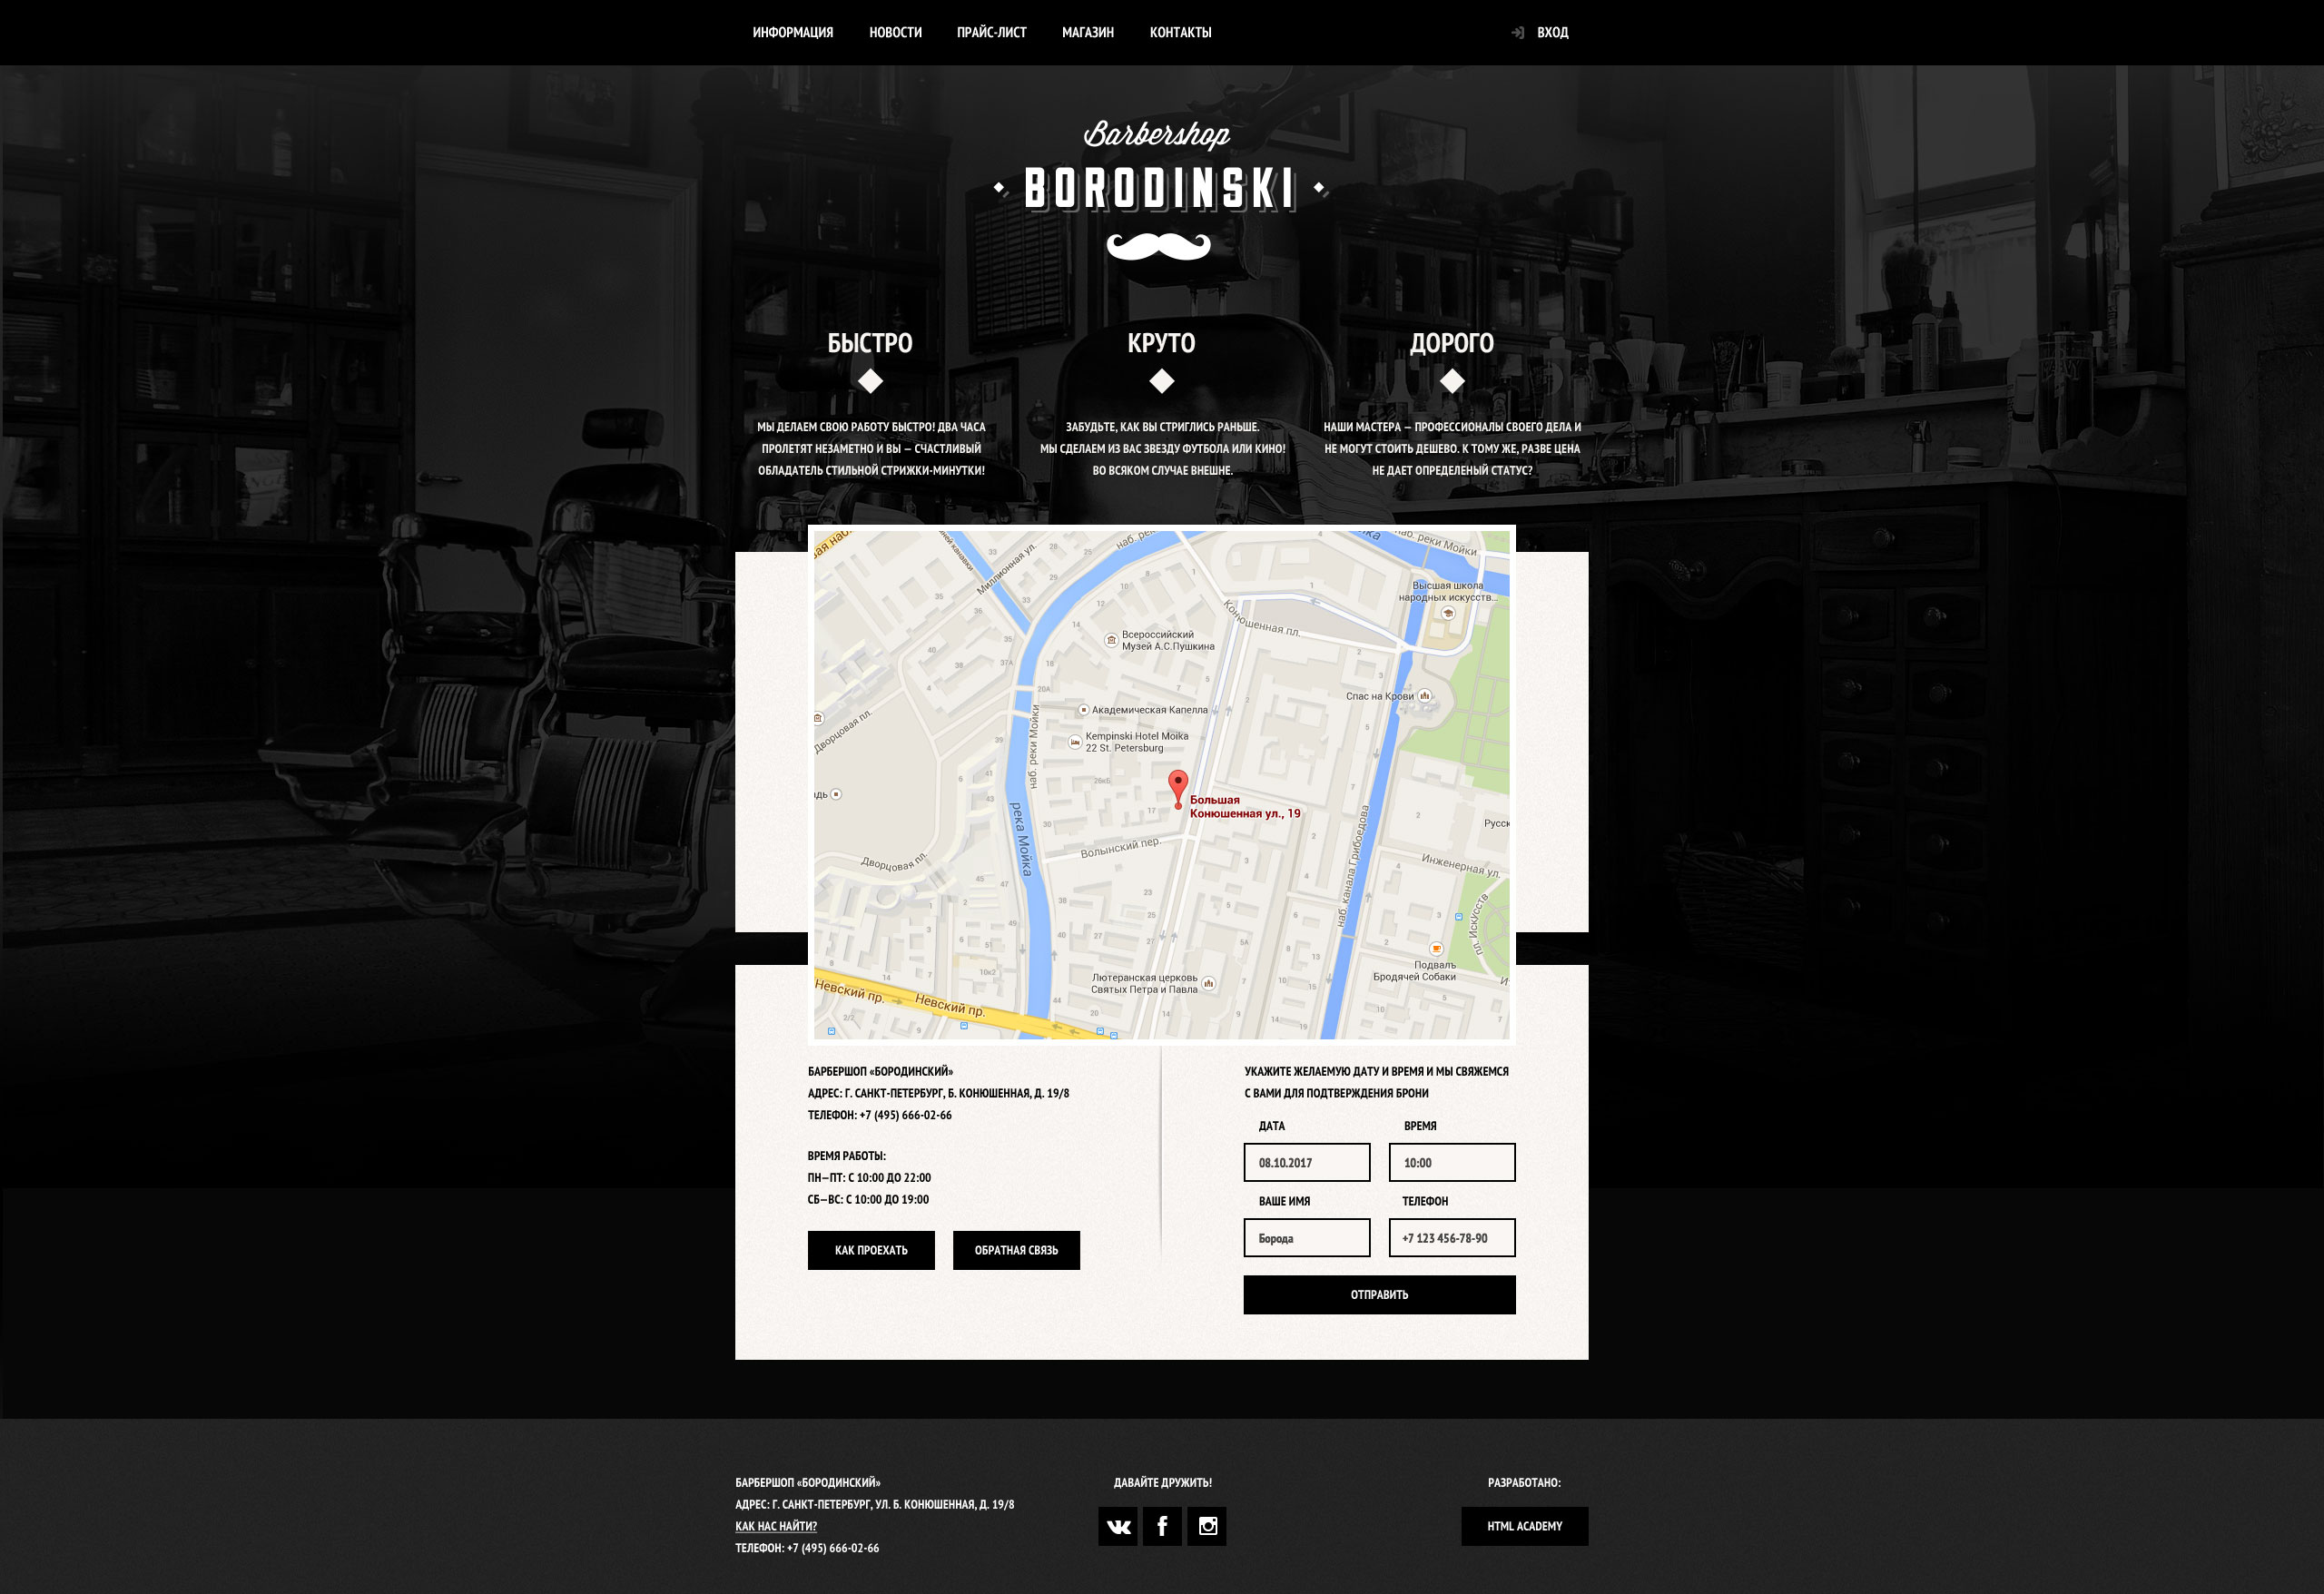 ИНФОРМАЦИЯ НОВОСТИ ПРАЙС-ЛИСТ МАГАЗИН КОНТАКТЫ ВХОД
Barbershop
BORODINSKI
БЫСТРО
МЫ ДЕЛАЕМ СВОЮ РАБОТУ БЫСТРО! ДВА ЧАСА
ПРОЛЕТЯТ НЕЗАМЕТНО И ВЫ — СЧАСТЛИВЫЙ
ОБЛАДАТЕЛЬ СТИЛЬНОЙ СТРИЖКИ-МИНУТКИ!
КРУТО
ЗАБУДЬТЕ, КАК ВЫ СТРИГЛИСЬ РАНЬШЕ.
МЫ СДЕЛАЕМ ИЗ ВАС ЗВЕЗДУ ФУТБОЛА ИЛИ КИНО!
ВО ВСЯКОМ СЛУЧАЕ ВНЕШНЕ.
ДОРОГО
НАШИ МАСТЕРА — ПРОФЕССИОНАЛЫ СВОЕГО ДЕЛА И
НЕ МОГУТ СТОИТЬ ДЕШЕВО. К ТОМУ ЖЕ, РАЗВЕ ЦЕНА
НЕ ДАЕТ ОПРЕДЕЛЕНЫЙ СТАТУС?
Миллионная ул.
наб. реки Мойки
Высшая школа
народных искусств...
Конюшенная пл.
Всероссийский
Музей А.С.Пушкина
Спас на Крови
Академическая Капелла
Дворцовая пл.
наб. реки Мойки
Kempinski Hotel Moika
22 St. Petersburg
Большая
Конюшенная ул., 19
река Мойка
Волынский пер.
Дворцовая пл.
наб. канала Грибоедова
Русск
Инженерная ул.
пл. Искусств
Подвалъ
Бродячей Собаки
Лютеранская церковь
Святых Петра и Павла
Невский пр.
Невский пр.
БАРБЕРШОП «БОРОДИНСКИЙ»
АДРЕС: Г. САНКТ-ПЕТЕРБУРГ, Б. КОНЮШЕННАЯ, Д. 19/8
ТЕЛЕФОН: +7 (495) 666-02-66
ВРЕМЯ РАБОТЫ:
ПН—ПТ: С 10:00 ДО 22:00
СБ—ВС: С 10:00 ДО 19:00
КАК ПРОЕХАТЬ
ОБРАТНАЯ СВЯЗЬ
УКАЖИТЕ ЖЕЛАЕМУЮ ДАТУ И ВРЕМЯ И МЫ СВЯЖЕМСЯ
С ВАМИ ДЛЯ ПОДТВЕРЖДЕНИЯ БРОНИ
ДАТА ВРЕМЯ
08.10.2017 10:00
ВАШЕ ИМЯ ТЕЛЕФОН
Борода +7 123 456-78-90
ОТПРАВИТЬ
БАРБЕРШОП «БОРОДИНСКИЙ»
АДРЕС: Г. САНКТ-ПЕТЕРБУРГ, УЛ. Б. КОНЮШЕННАЯ, Д. 19/8
КАК НАС НАЙТИ?
ТЕЛЕФОН: +7 (495) 666-02-66
ДАВАЙТЕ ДРУЖИТЬ!
РАЗРАБОТАНО:
HTML ACADEMY